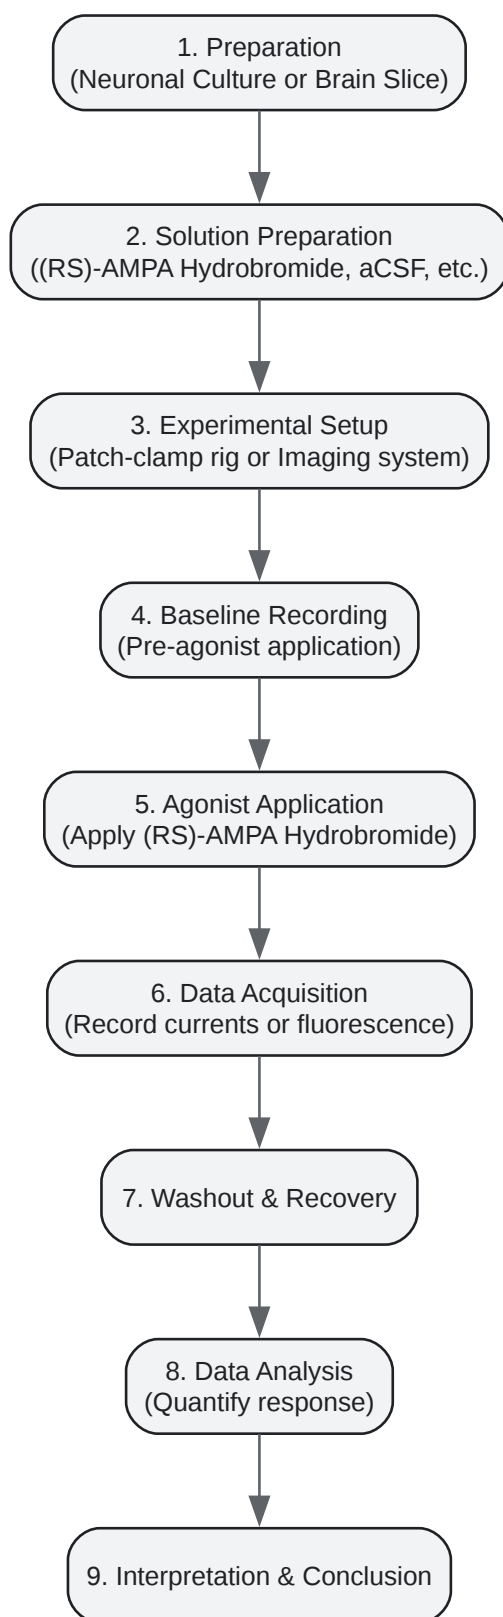 1. Preparation
(Neuronal Culture or Brain Slice)
2. Solution Preparation
((RS)-AMPA Hydrobromide, aCSF, etc.)
3. Experimental Setup
(Patch-clamp rig or Imaging system)
4. Baseline Recording
(Pre-agonist application)
5. Agonist Application
(Apply (RS)-AMPA Hydrobromide)
6. Data Acquisition
(Record currents or fluorescence)
7. Washout & Recovery
8. Data Analysis
(Quantify response)
9. Interpretation & Conclusion